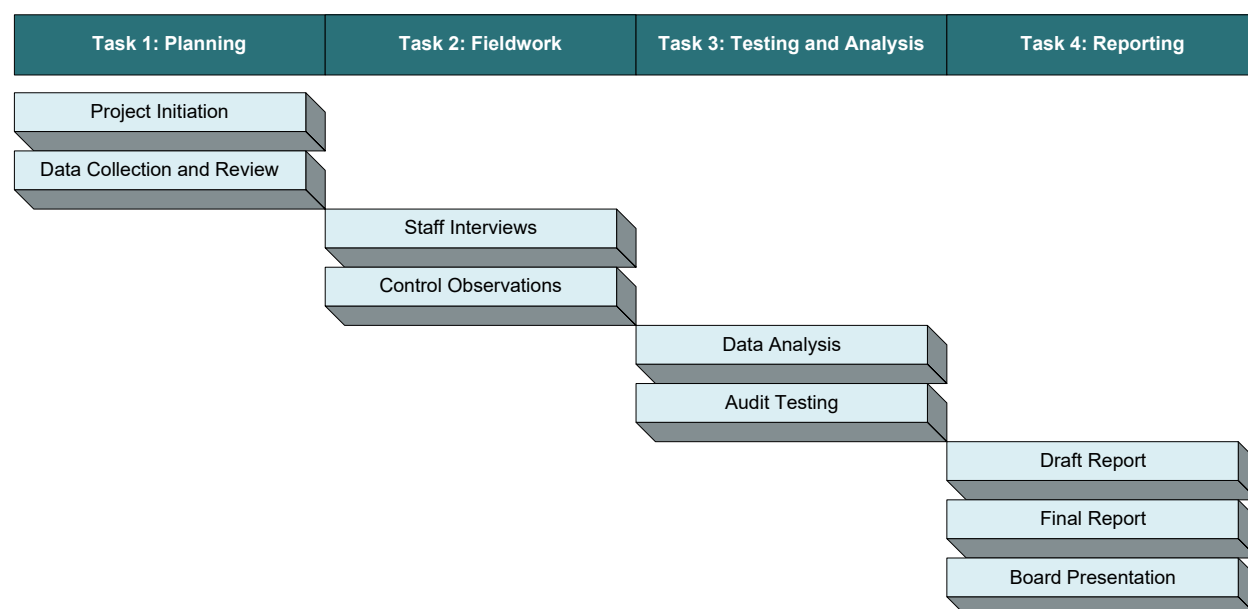 Task 1: Planning
Task 2: Fieldwork
Task 3: Testing and Analysis
Task 4: Reporting
Project Initiation
Data Collection and Review
Staff Interviews
Control Observations
Data Analysis
Audit Testing
Draft Report
Final Report
Board Presentation